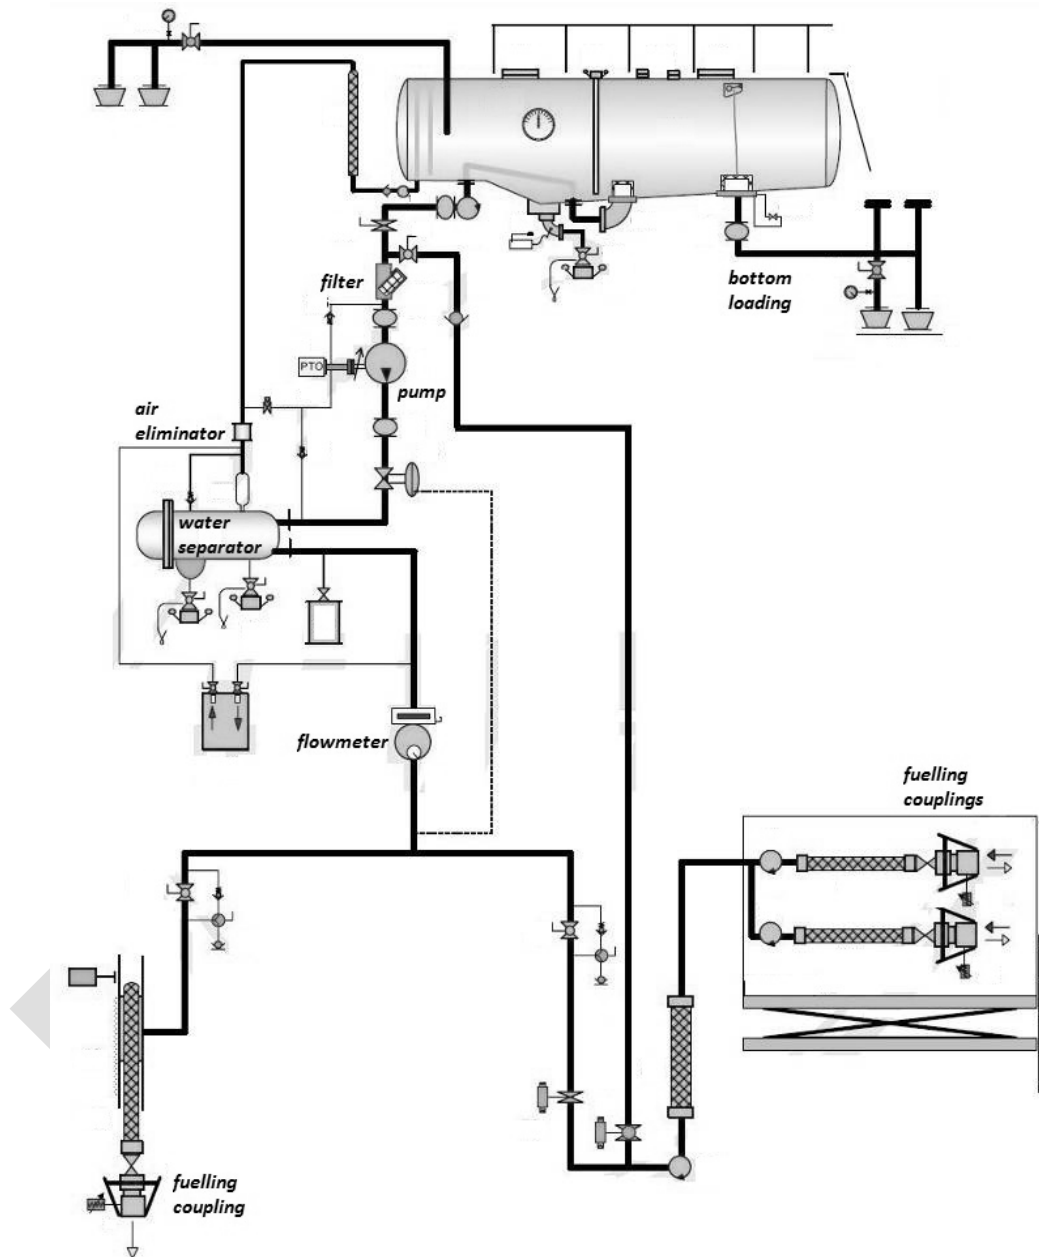 filter
bottom
loading
PTO
pump
air
eliminator
water
separator
flowmeter
fuelling
couplings
fuelling
coupling